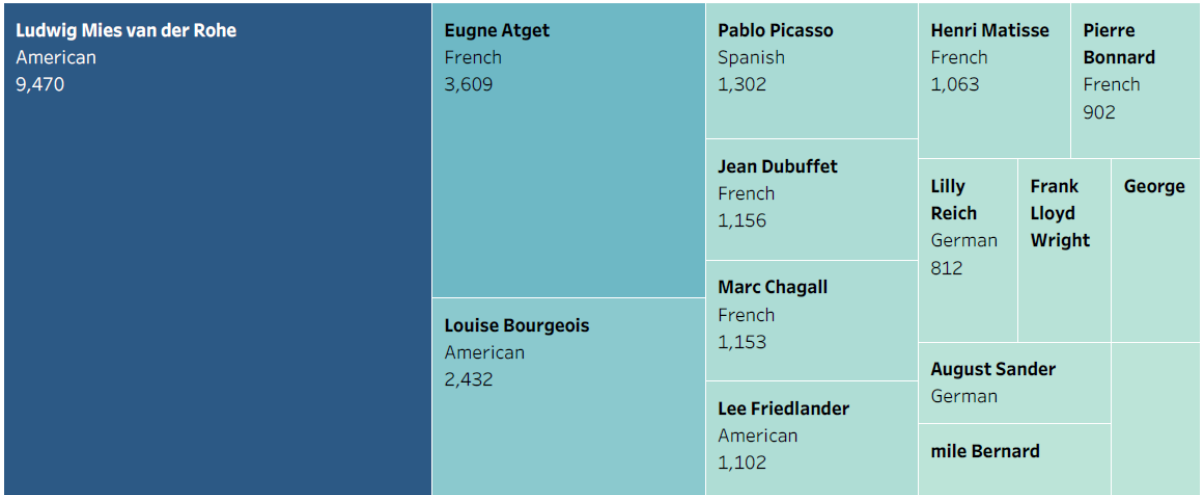 Ludwig Mies van der Rohe
American
9,470
Eugne Atget
French
3,609
Louise Bourgeois
American
2,432
Pablo Picasso
Spanish
1,302
Jean Dubuffet
French
1,156
Marc Chagall
French
1,153
Lee Friedlander
American
1,102
Henri Matisse
French
1,063
Pierre
Bonnard
French
902
Lilly
Reich
German
812
Frank
Lloyd
Wright
George
August Sander
German
mile Bernard